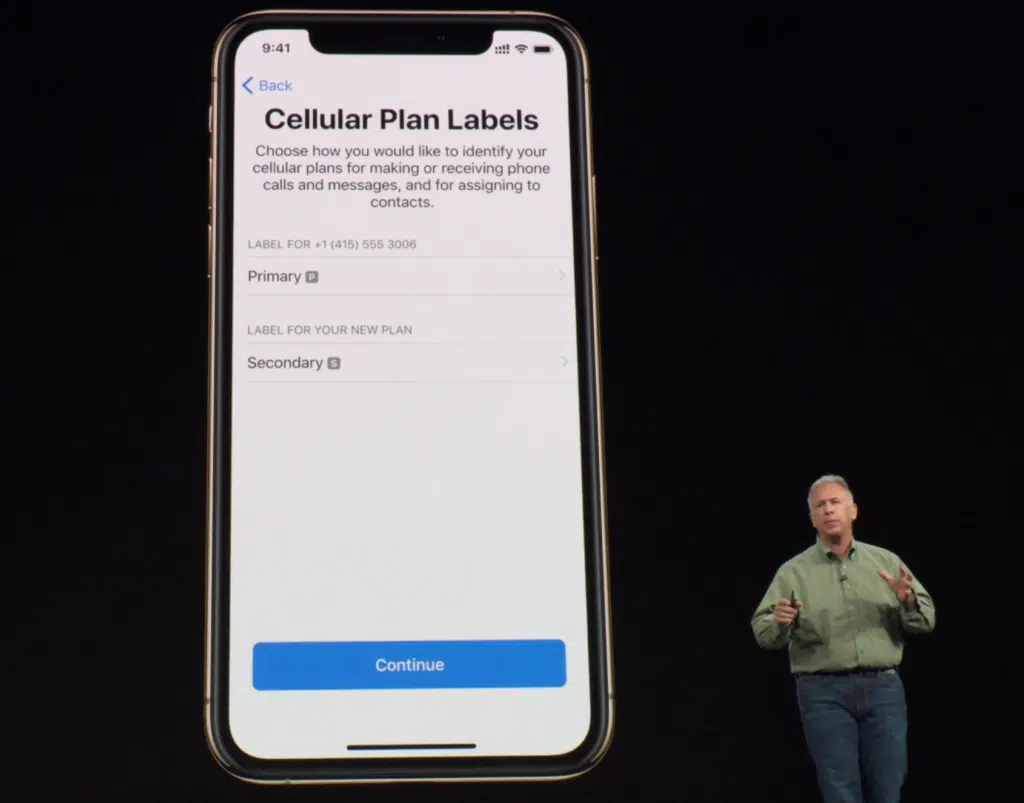 9:41
Back
Cellular Plan Labels
Choose how you would like to identify your
cellular plans for making or receiving phone
calls and messages, and for assigning to
contacts.
LABEL FOR +1 (415) 555 3006
Primary P
LABEL FOR YOUR NEW PLAN
Secondary S
Continue